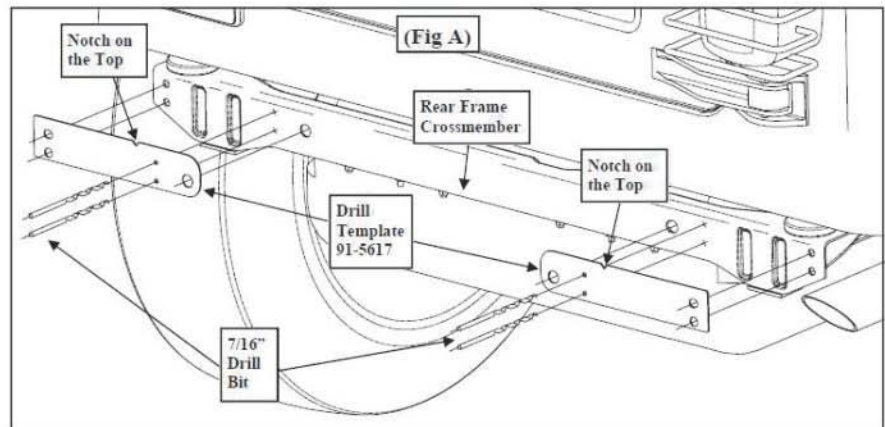 (Fig A)
Notch on
the Top
Rear Frame
Crossmember
Notch on
the Top
Drill
Template
91-5617
7/16”
Drill
Bit